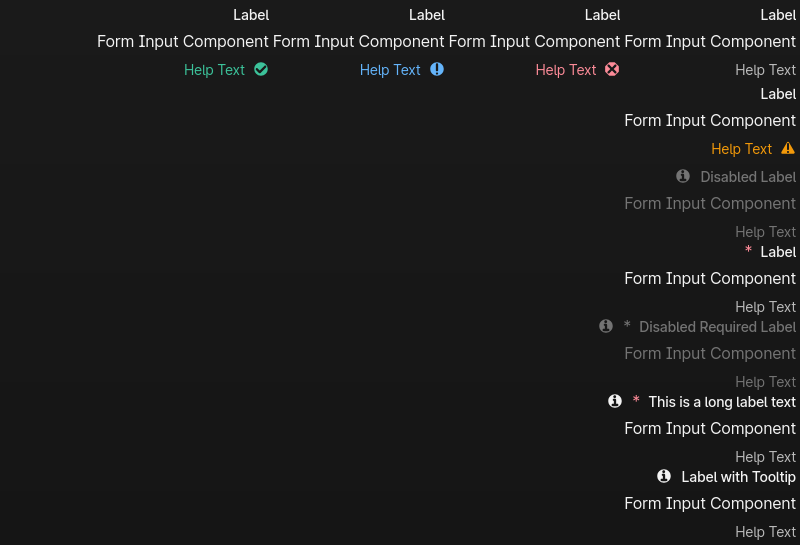 Label Label Label Label
Form Input Component Form Input Component Form Input Component Form Input Component
Help Text Help Text Help Text Help Text
Label
Form Input Component
Help Text
Disabled Label
Form Input Component
Help Text
* Label
Form Input Component
Help Text
* Disabled Required Label
Form Input Component
Help Text
* This is a long label text
Form Input Component
Help Text
Label with Tooltip
Form Input Component
Help Text